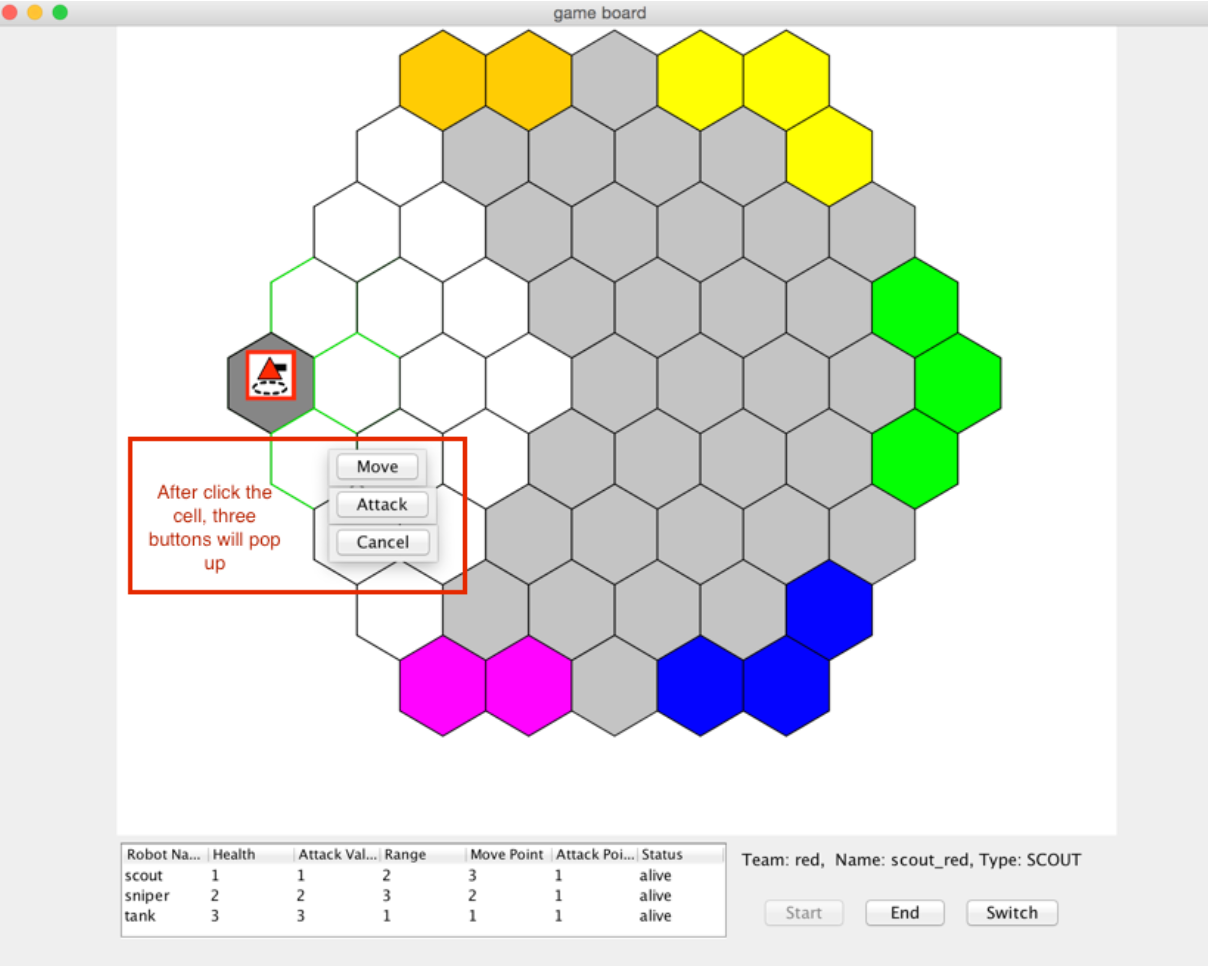 game board
Move
After click the
cell, three
buttons will pop
up
Attack
Cancel
Robot Na... Health Attack Val... Range Move Point Attack Poi... Status
scout 1 1 2 3 1 alive
sniper 2 2 3 2 1 alive
tank 3 3 1 1 1 alive
Team: red, Name: scout_red, Type: SCOUT
Start End Switch